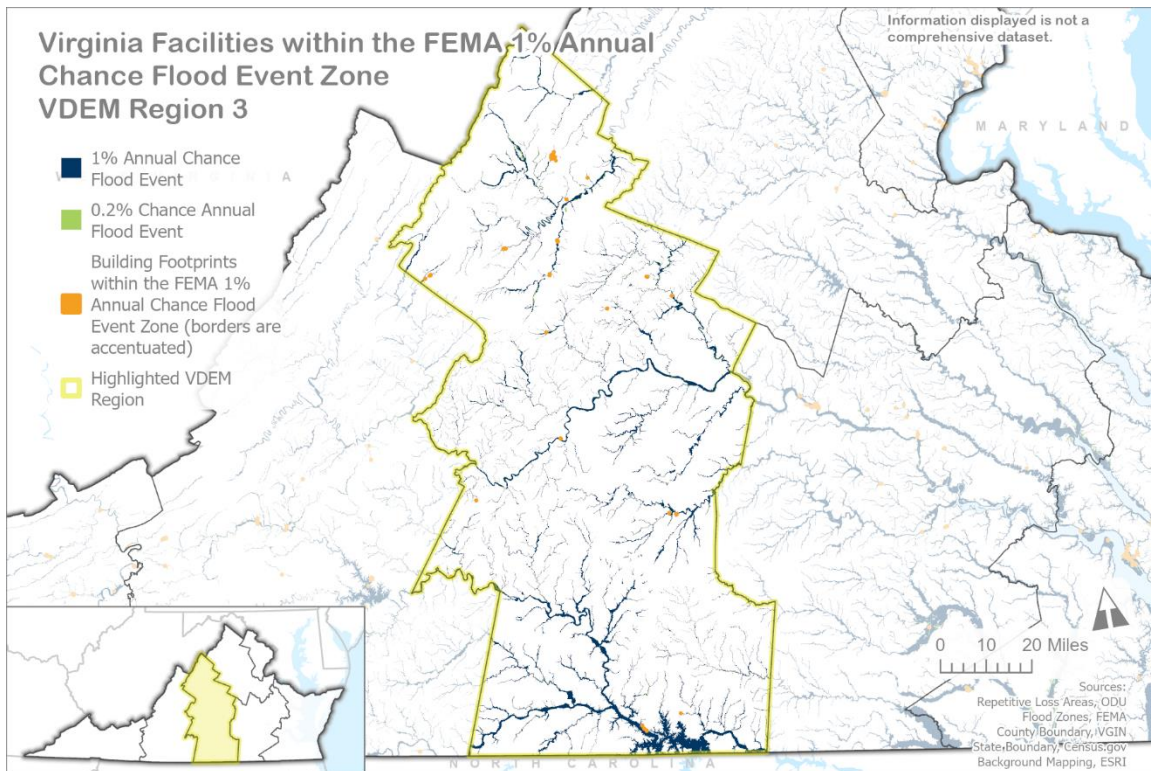 Virginia Facilities within the FEMA 1% Annual
Chance Flood Event Zone
VDEM Region 3
Information displayed is not a
comprehensive dataset.
MARYLAND
1% Annual Chance
Flood Event
0.2% Chance Annual
Flood Event
Building Footprints
within the FEMA 1%
Annual Chance Flood
Event Zone (borders are
accentuated)
Highlighted VDEM
Region
0 10 20 Miles
Sources:
Repetitive Loss Areas, ODU
Flood Zones, FEMA
County Boundary, VGIN
State Boundary, Census.gov
Background Mapping, ESRI
NORTH CAROLINA